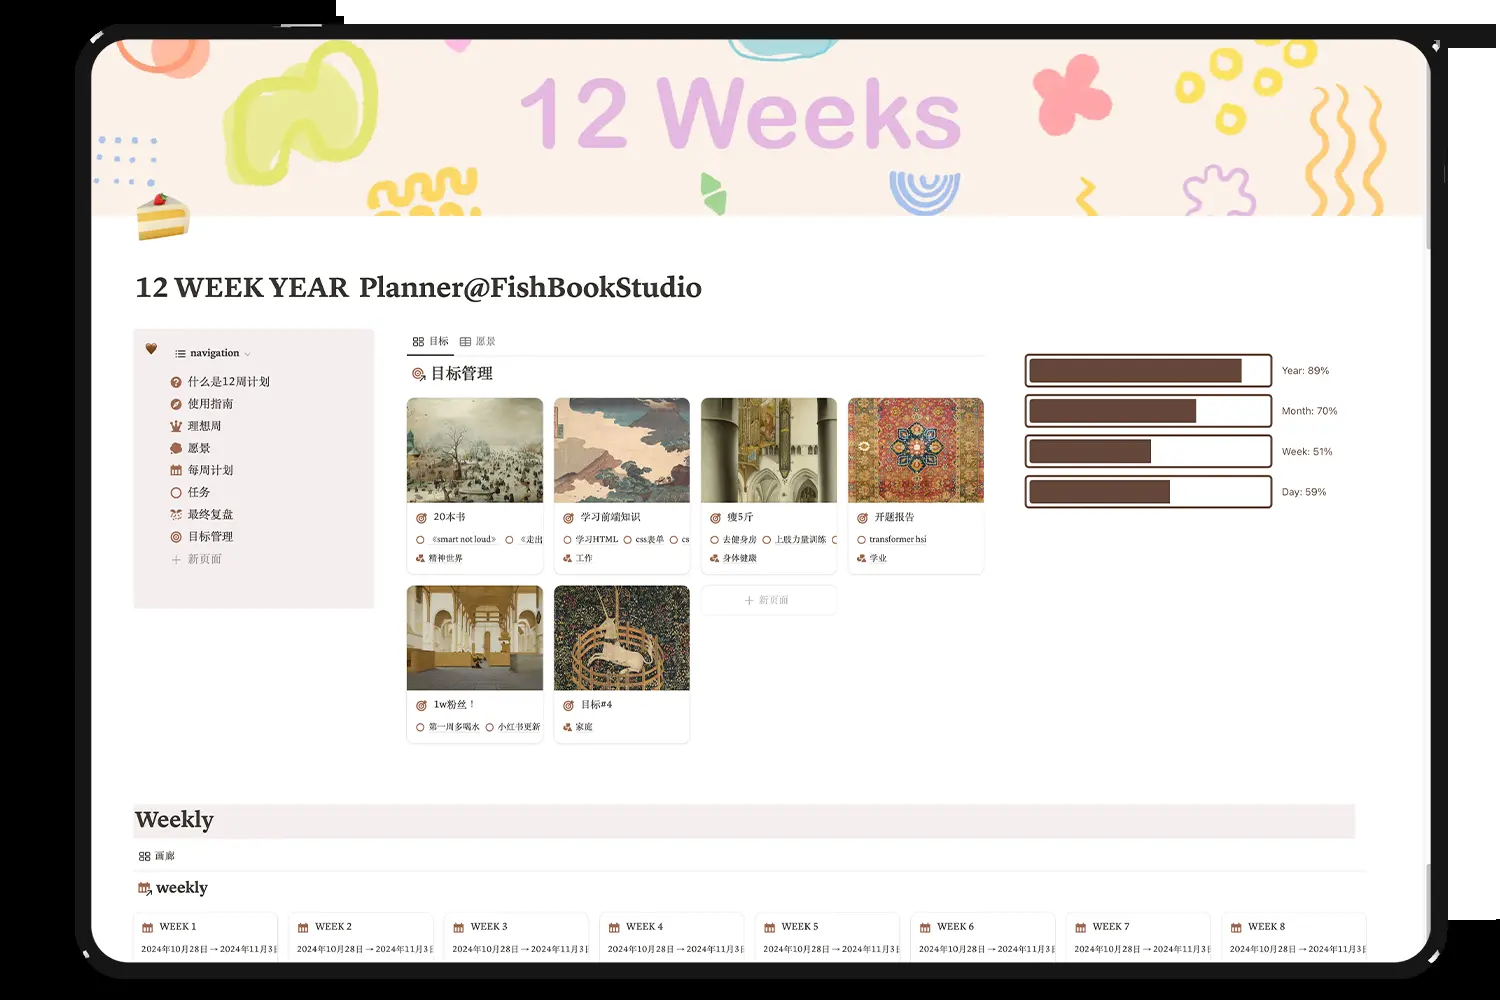 12 Weeks
12 WEEK YEAR Planner@FishBookStudio
navigation
什么是12周计划
使用指南
理想周
愿景
每周计划
任务
最终复盘
目标管理
新页面
目标 愿景
目标管理
20本书
《smart not loud》 《走出
精神世界
学习前端知识
学习HTML css表单 cs
工作
瘦5斤
去健身房 上肢力量训练
身体健康
开题报告
transformer hsi
学业
1w粉丝！
第一周多喝水 小红书更新
目标#4
家庭
新页面
Year: 89%
Month: 70%
Week: 51%
Day: 59%
Weekly
画廊
weekly
WEEK 1
2024年10月28日 → 2024年11月3日
WEEK 2
2024年10月28日 → 2024年11月3日
WEEK 3
2024年10月28日 → 2024年11月3日
WEEK 4
2024年10月28日 → 2024年11月3日
WEEK 5
2024年10月28日 → 2024年11月3日
WEEK 6
2024年10月28日 → 2024年11月3日
WEEK 7
2024年10月28日 → 2024年11月3日
WEEK 8
2024年10月28日 → 2024年11月3日